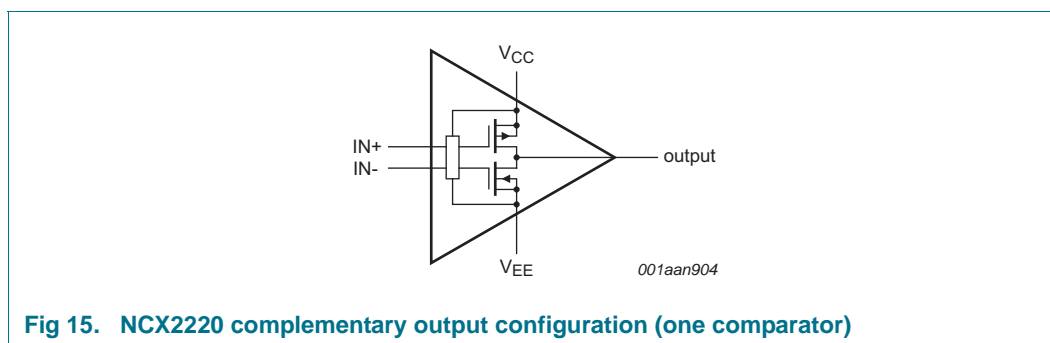 VCC
IN+
IN-
output
VEE
001aan904
Fig 15. NCX2220 complementary output configuration (one comparator)